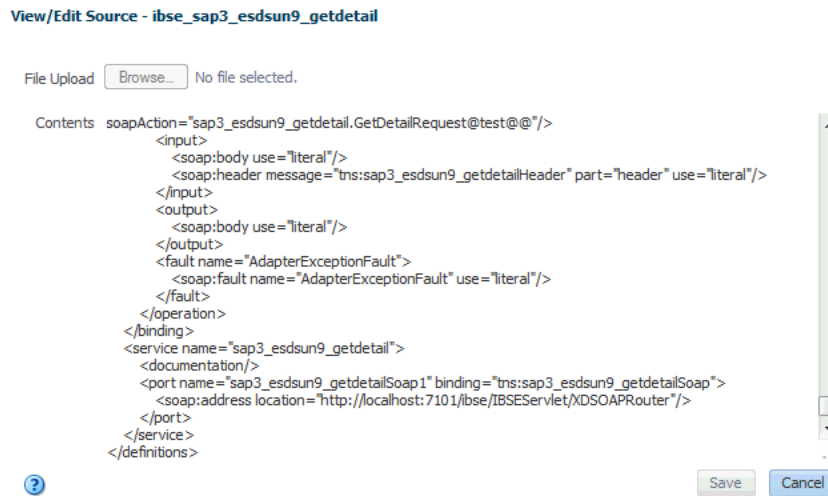 View/Edit Source - ibse_sap3_esdsun9_getdetail
File Upload Browse... No file selected.
Contents soapAction="sap3_esdsun9_getdetail.GetDetailRequest@test@@"/>
<input>
<soap:body use="literal"/>
<soap:header message="tns:sap3_esdsun9_getdetailHeader" part="header" use="literal"/>
</input>
<output>
<soap:body use="literal"/>
</output>
<fault name="AdapterExceptionFault">
<soap:fault name="AdapterExceptionFault" use="literal"/>
</fault>
</operation>
</binding>
<service name="sap3_esdsun9_getdetail">
<documentation/>
<port name="sap3_esdsun9_getdetailSoap1" binding="tns:sap3_esdsun9_getdetailSoap">
<soap:address location="http://localhost:7101/ibse/IBSEServlet/XDSOAPRouter"/>
</port>
</service>
</definitions>
? Save Cancel